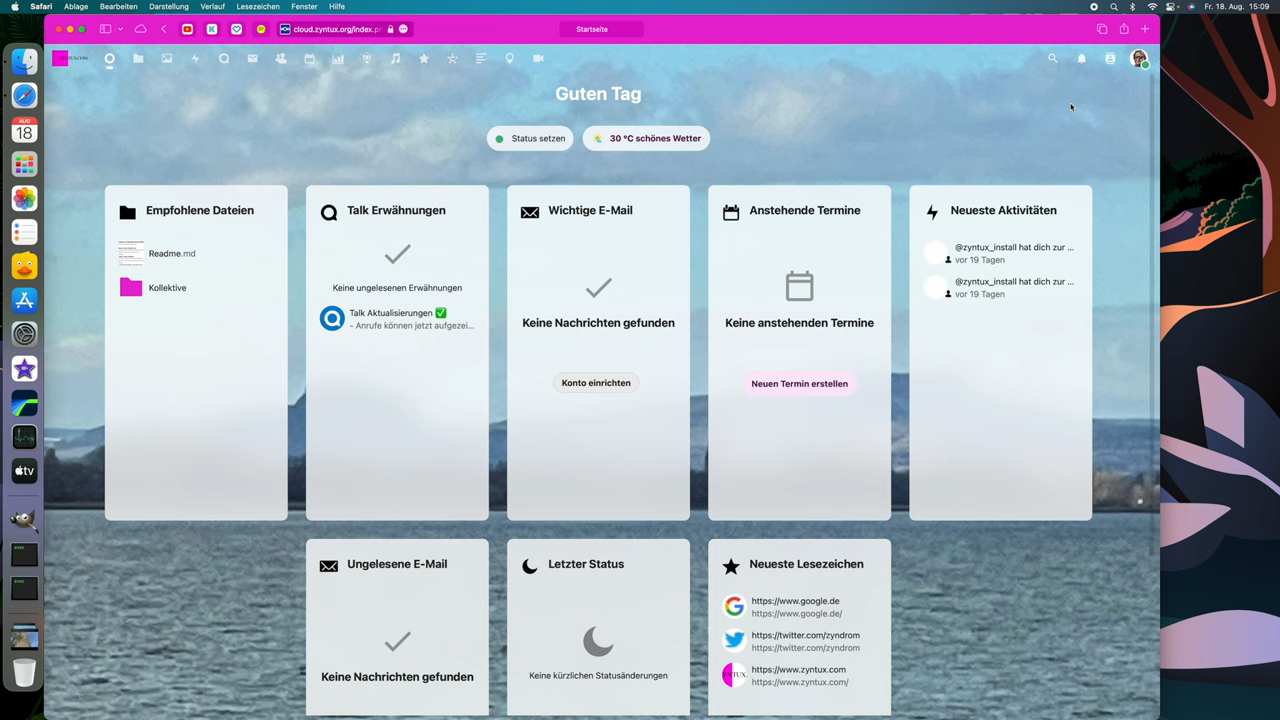 Safari Ablage Bearbeiten Darstellung Verlauf Lesezeichen Fenster Hilfe
Fr. 18. Aug. 15:09
cloud.zyntux.org/index.p
Startseite
ZYNTUX.COM
AUG
18
tv
Guten Tag
Status setzen
30 °C schönes Wetter
Empfohlene Dateien
Readme.md
Kollektive
Talk Erwähnungen
Keine ungelesenen Erwähnungen
Talk Aktualisierungen ✅
- Anrufe können jetzt aufgezei...
Wichtige E-Mail
Keine Nachrichten gefunden
Konto einrichten
Anstehende Termine
Keine anstehenden Termine
Neuen Termin erstellen
Neueste Aktivitäten
@zyntux_install hat dich zur ...
vor 19 Tagen
@zyntux_install hat dich zur ...
vor 19 Tagen
Ungelesene E-Mail
Keine Nachrichten gefunden
Letzter Status
Keine kürzlichen Statusänderungen
Neueste Lesezeichen
https://www.google.de
https://www.google.de/
https://twitter.com/zyndrom
https://twitter.com/zyndrom
https://www.zyntux.com
https://www.zyntux.com/